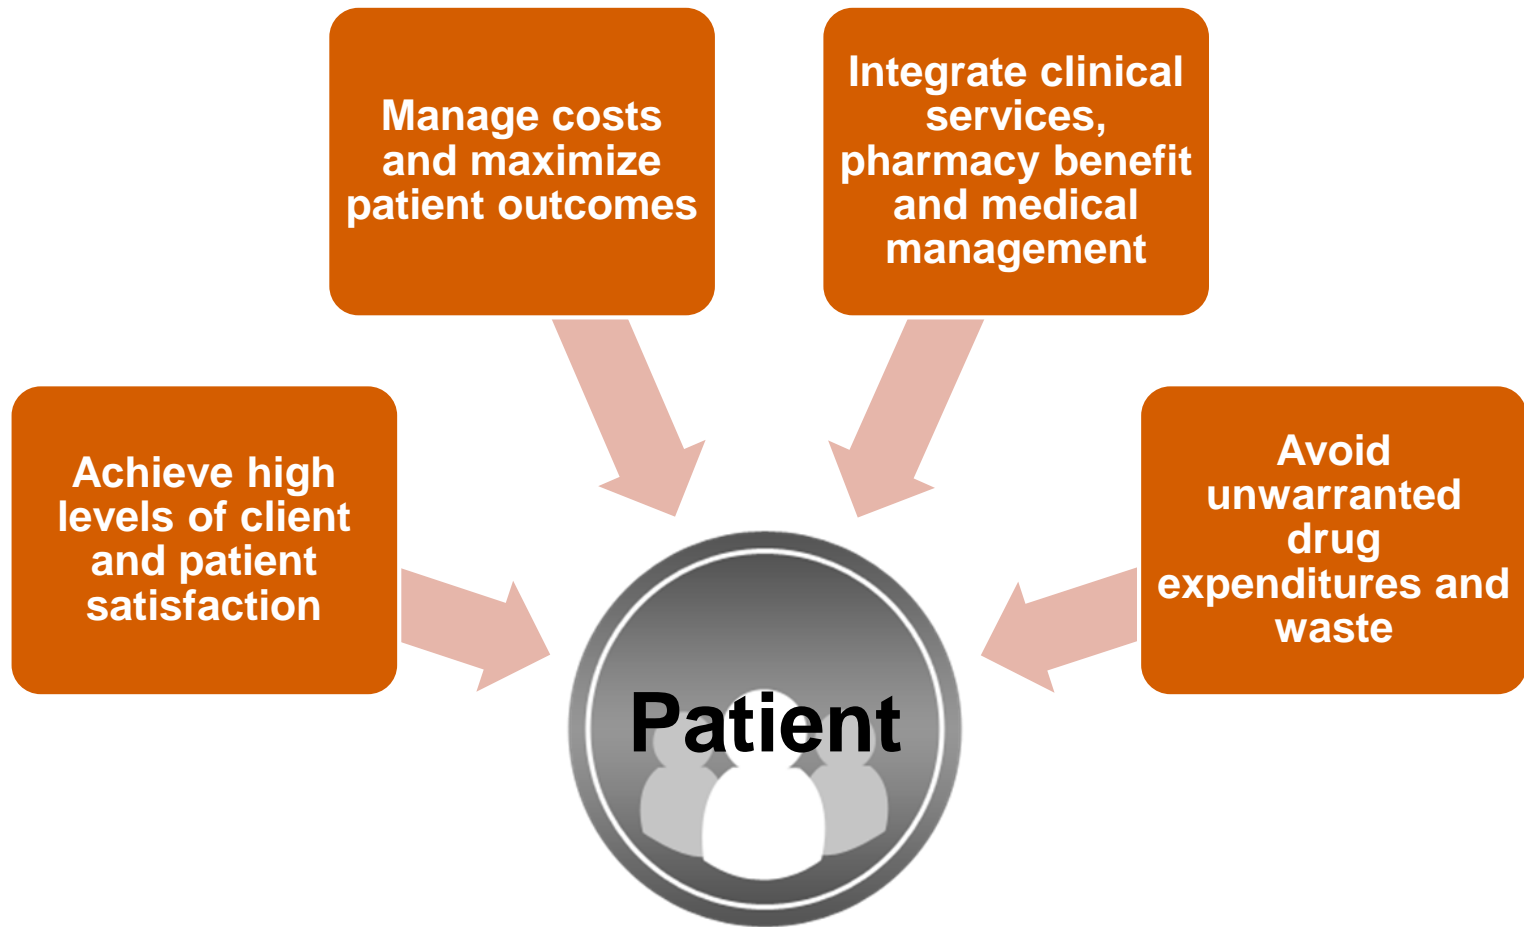 Manage costs
and maximize
patient outcomes
Integrate clinical
services,
pharmacy benefit
and medical
management
Achieve high
levels of client
and patient
satisfaction
Avoid
unwarranted
drug
expenditures and
waste
Patient